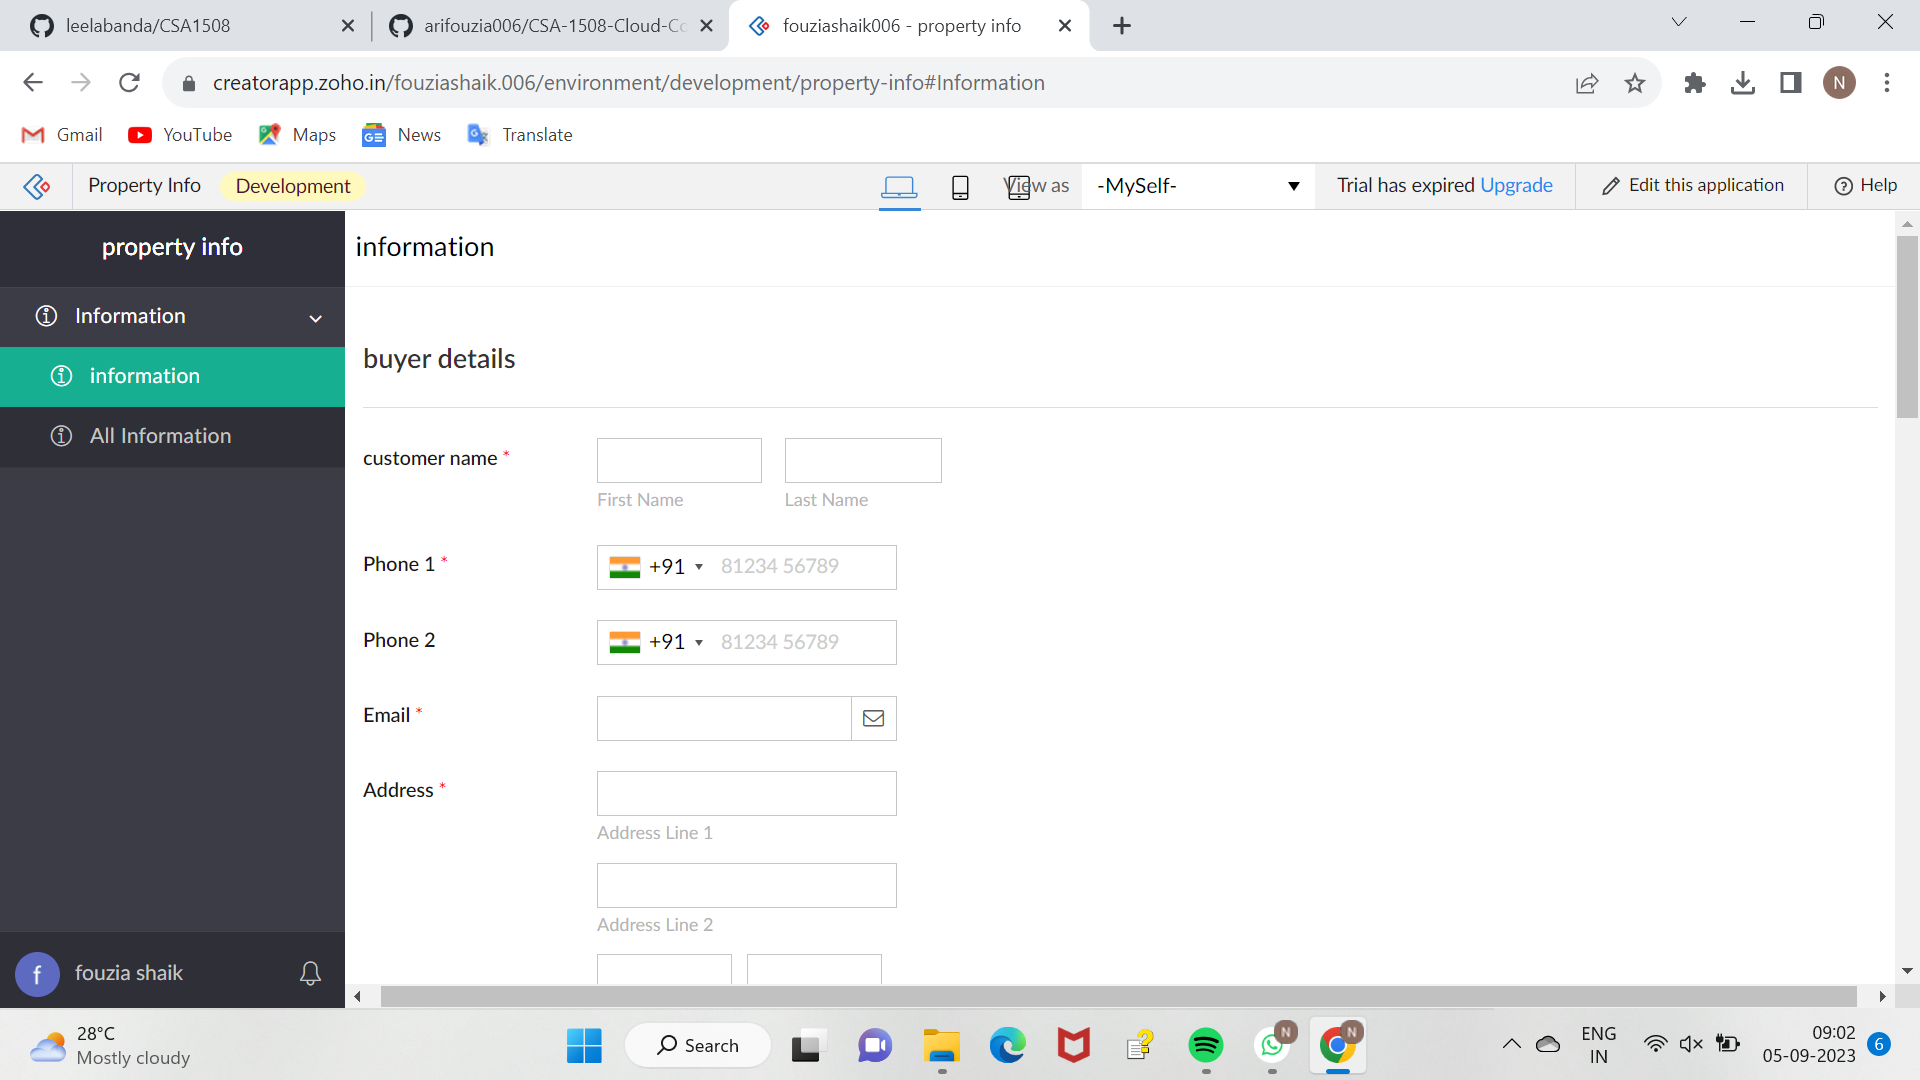 leelabanda/CSA1508
arifouzia006/CSA-1508-Cloud-Co
fouziashaik006 - property info
creatorapp.zoho.in/fouziashaik.006/environment/development/property-info#Information
N
Gmail
YouTube
Maps
News
Translate
Property Info
Development
View as
-MySelf-
Trial has expired Upgrade
Edit this application
Help
property info
information
Information
information
All Information
buyer details
customer name *
First Name
Last Name
Phone 1 *
+91
81234 56789
Phone 2
+91
81234 56789
Email *
Address *
Address Line 1
Address Line 2
f
fouzia shaik
28°C
Mostly cloudy
Search
N
N
ENG
IN
09:02
05-09-2023
6